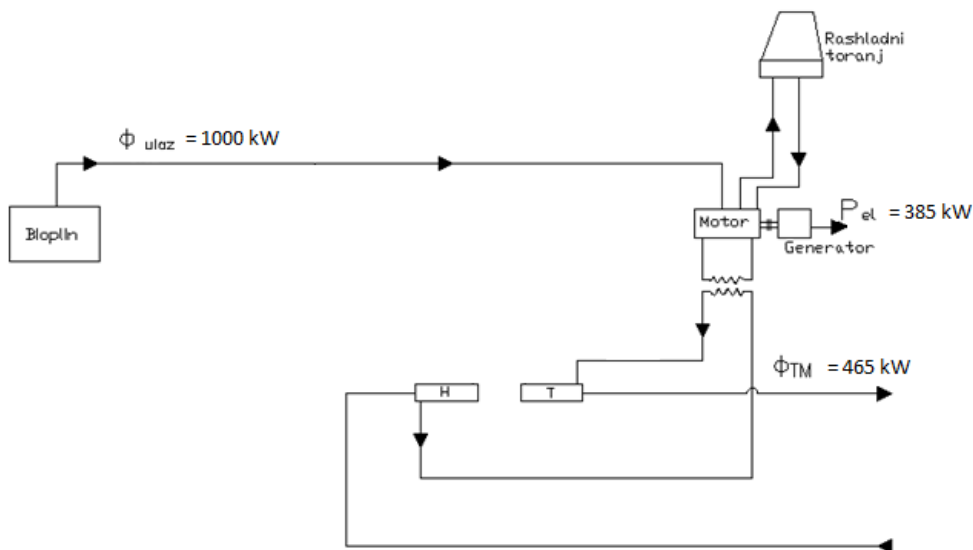 Rashladni
toranj
ϕ ulaz = 1000 kW
Bioplin
Motor
Pel = 385 kW
Generator
ϕTM = 465 kW
H
T